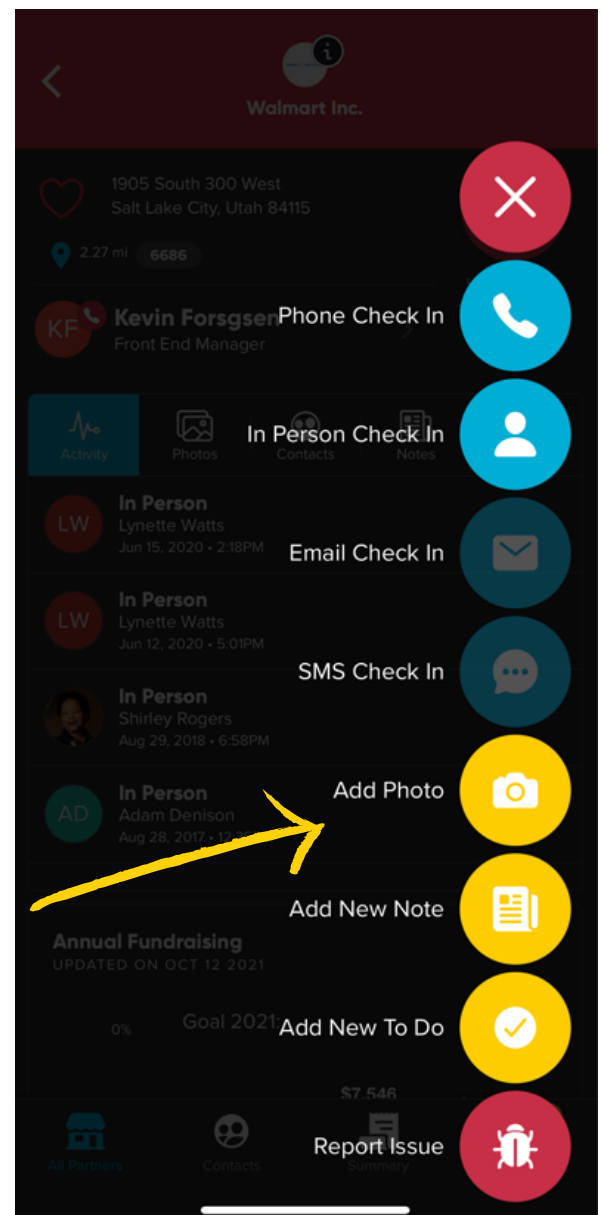 i
Walmart Inc.
1905 South 300 West
Salt Lake City, Utah 84115
2.27 mi 6686
Phone Check In
KF Kevin Forsgsen
Front End Manager
In Person Check In
Activity Photos Contacts Notes
LW In Person
Lynette Watts
Jun 15, 2020 • 2:18PM
Email Check In
LW In Person
Lynette Watts
Jun 12, 2020 • 5:01PM
SMS Check In
In Person
Shirley Rogers
Aug 29, 2018 • 6:58PM
Add Photo
AD In Person
Adam Denison
Aug 28, 2017 •
Add New Note
Annual Fundraising
UPDATED ON OCT 12 2021
0% Goal 2021:
Add New To Do
$7,546
Report Issue
All Partners Contacts Summary